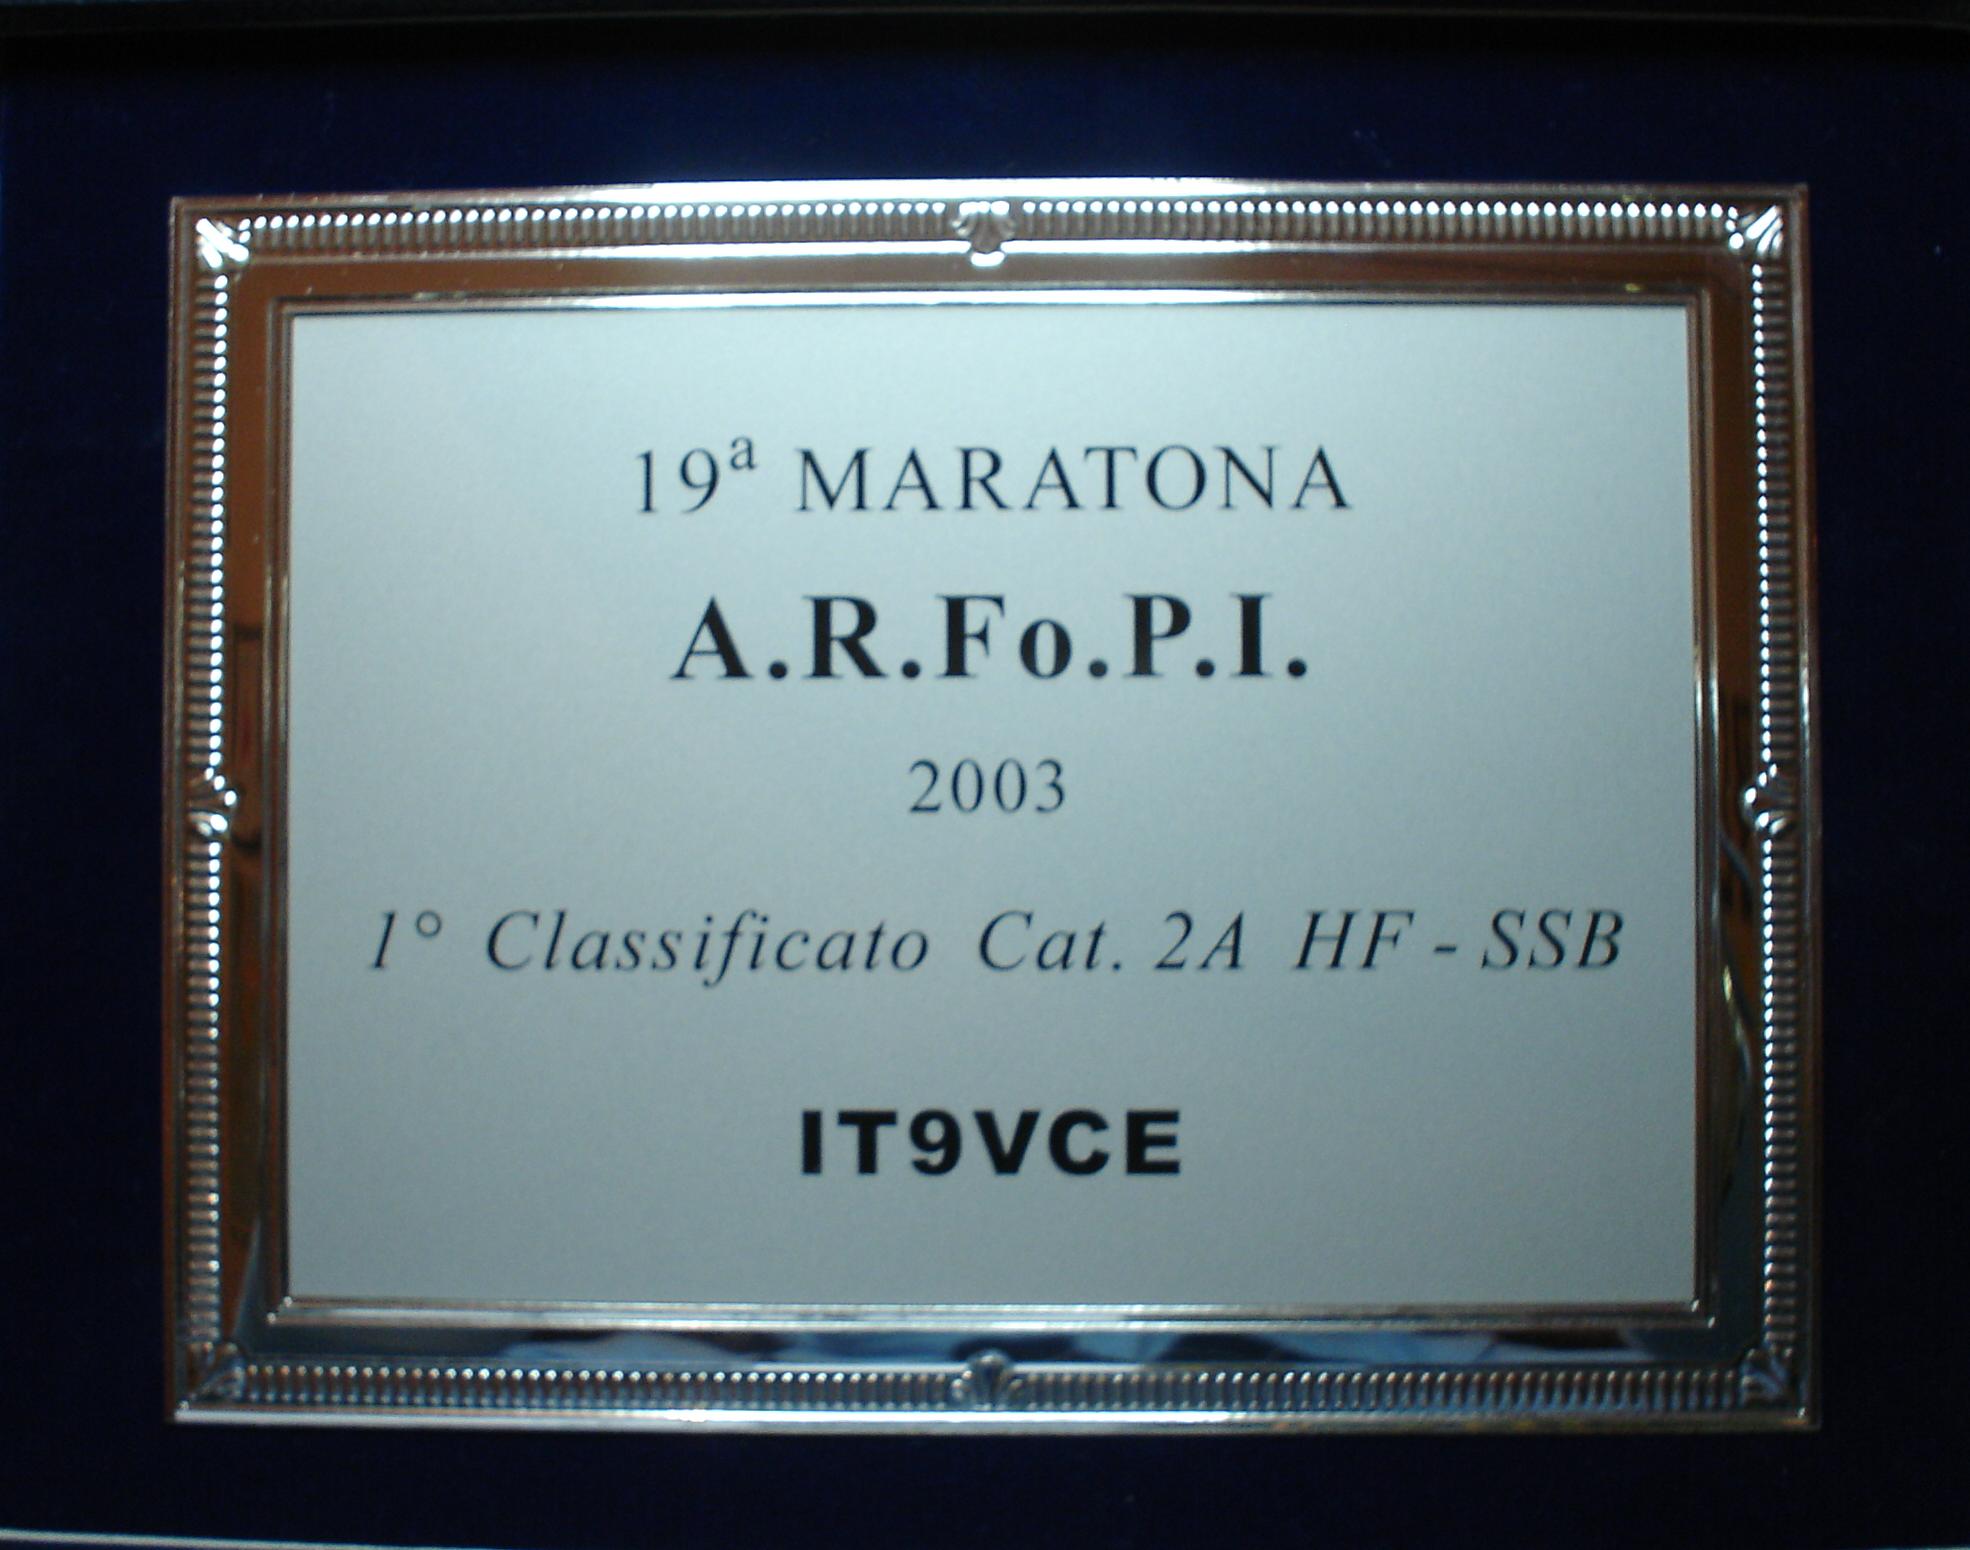 19ª MARATONA
A.R.Fo.P.I.
2003
1° Classificato Cat. 2A HF - SSB
IT9VCE